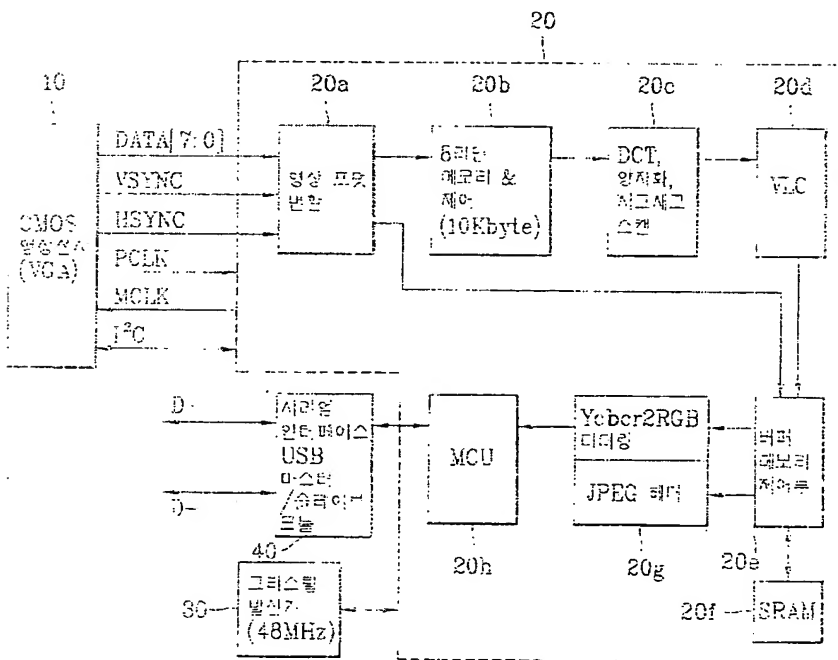 20
10
20a
20b
20c
20d
DATA[7:0]
VSYNC
HSYNC
PCLK
MCLK
I²C
CMOS
영상센서
(VGA)
영상 포맷
변환
8라인
메모리 &
제어
(10Kbyte)
DCT,
양자화,
지그재그
스캔
VLC
D-
시리얼
인터페이스
USB
마스터
/슬레이브
모듈
40
MCU
20h
Ycbcr2RGB
디더링
JPEG 헤더
20g
버퍼
메모리
제어부
20e
크리스털
발진기
(48MHz)
30
20f
SRAM